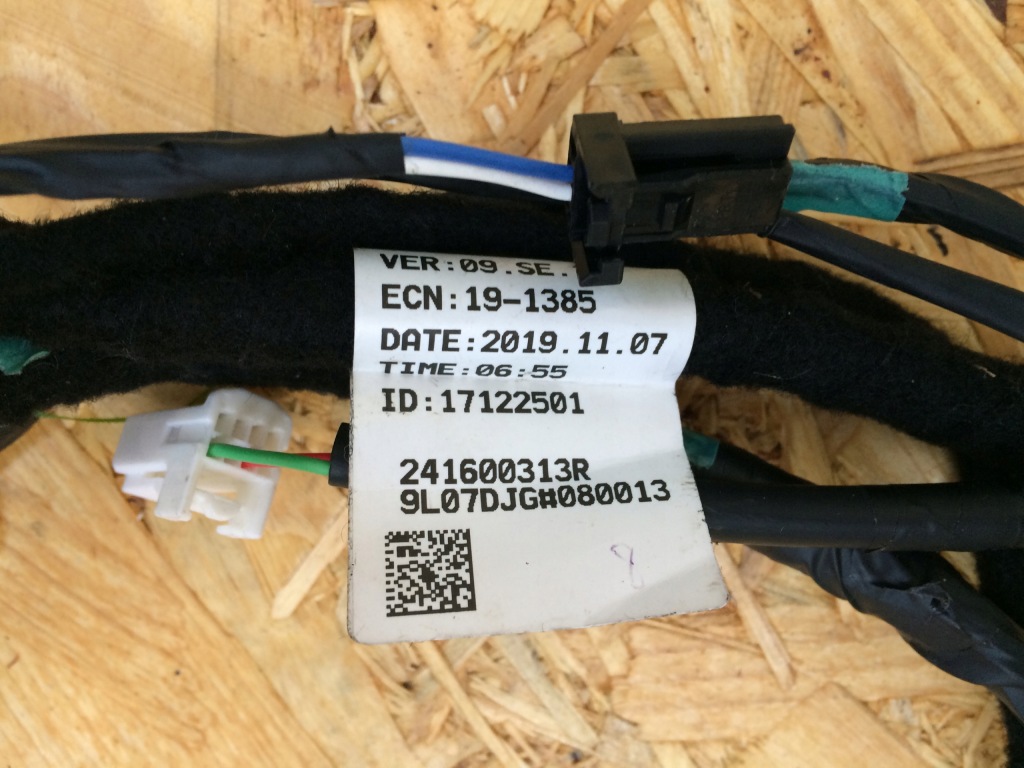 VER:09.SE.
ECN:19-1385
DATE:2019.11.07
TIME:06:55
ID:17122501
241600313R
9L07DJG#080013